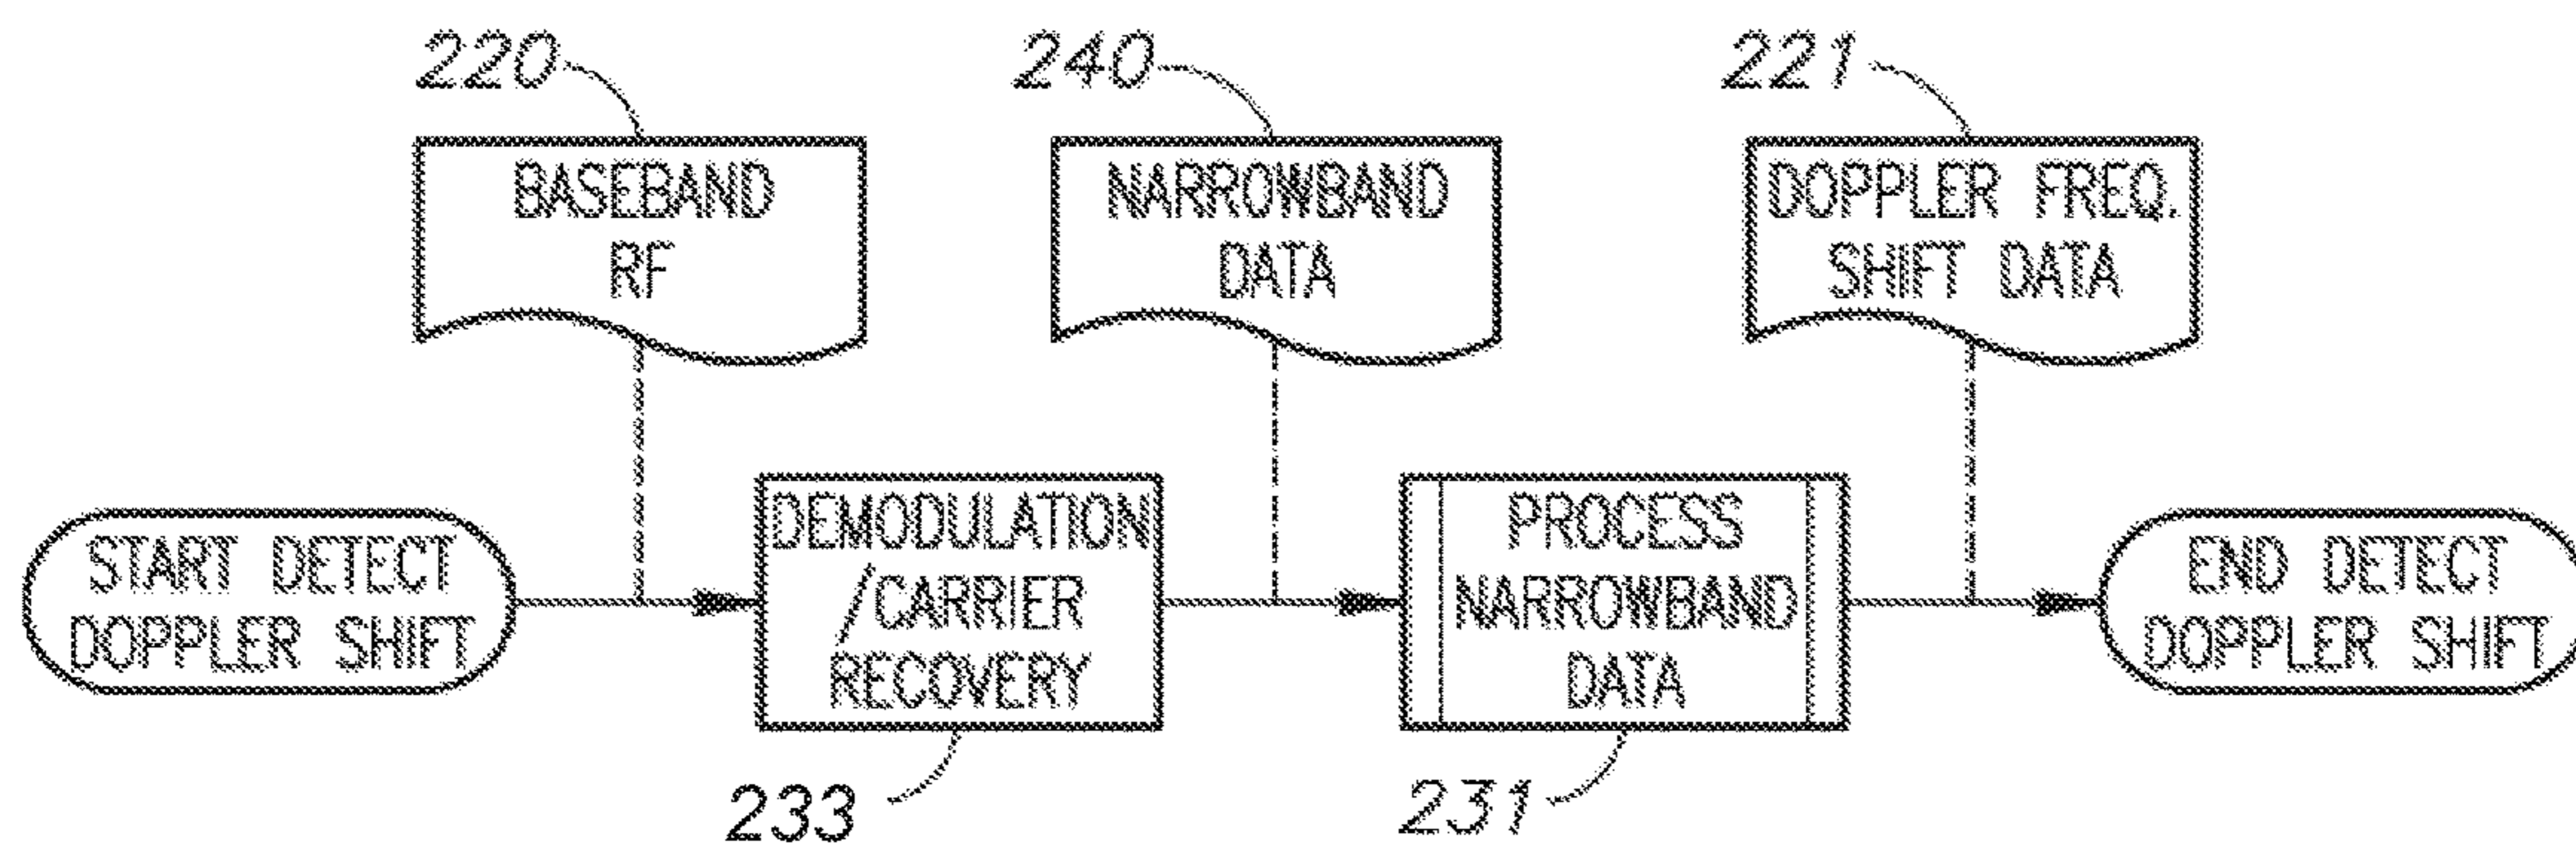 220
240
221
BASEBAND
RF
NARROWBAND
DATA
DOPPLER FREQ.
SHIFT DATA
START DETECT
DOPPLER SHIFT
DEMODULATION
/CARRIER
RECOVERY
PROCESS
NARROWBAND
DATA
END DETECT
DOPPLER SHIFT
233
231